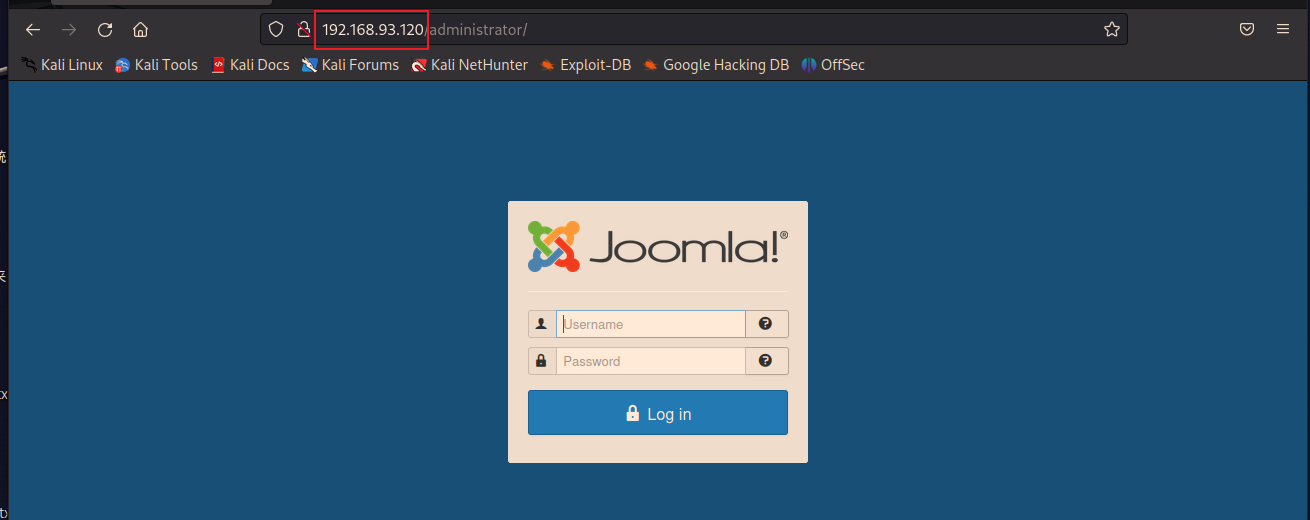 192.168.93.120/administrator/
Kali Linux Kali Tools Kali Docs Kali Forums Kali NetHunter Exploit-DB Google Hacking DB OffSec
Joomla!®
Username
Password
Log in